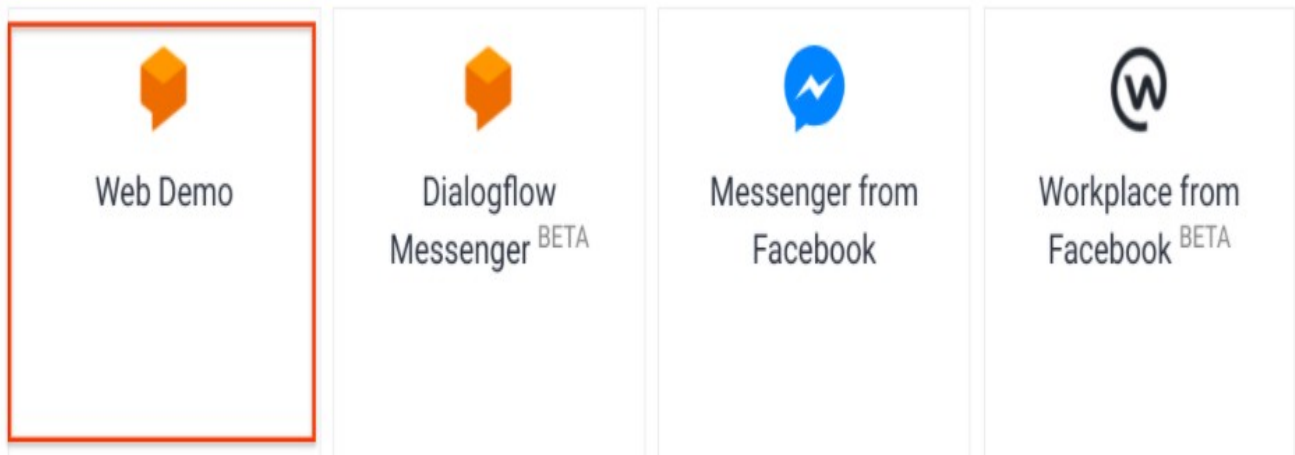 Web Demo
Dialogflow
Messenger BETA
Messenger from
Facebook
Workplace from
Facebook BETA